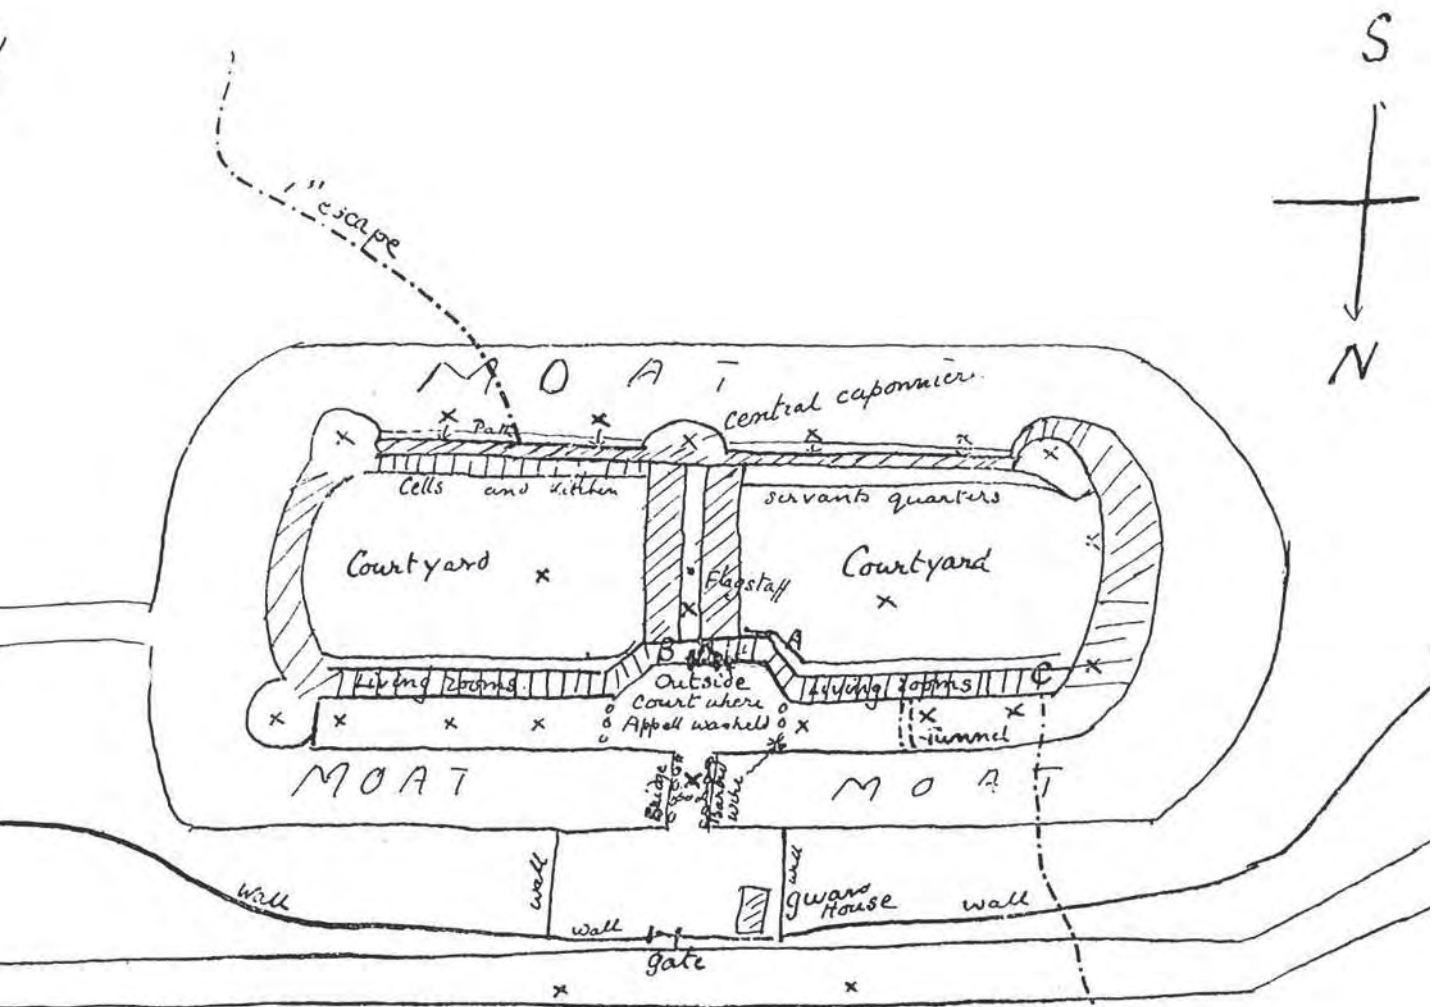 S
N
1st escape
MOAT
central caponnière
Path
Cells and Kitchen
servants quarters
Courtyard
Flagstaff
Courtyard
A
B
Living rooms
Outside
Court where
Appell was held
Living rooms
C
Tunnel
MOAT
Bridge
Barbed
wire
MOAT
wall
wall
wall
wall
guard
House
wall
gate